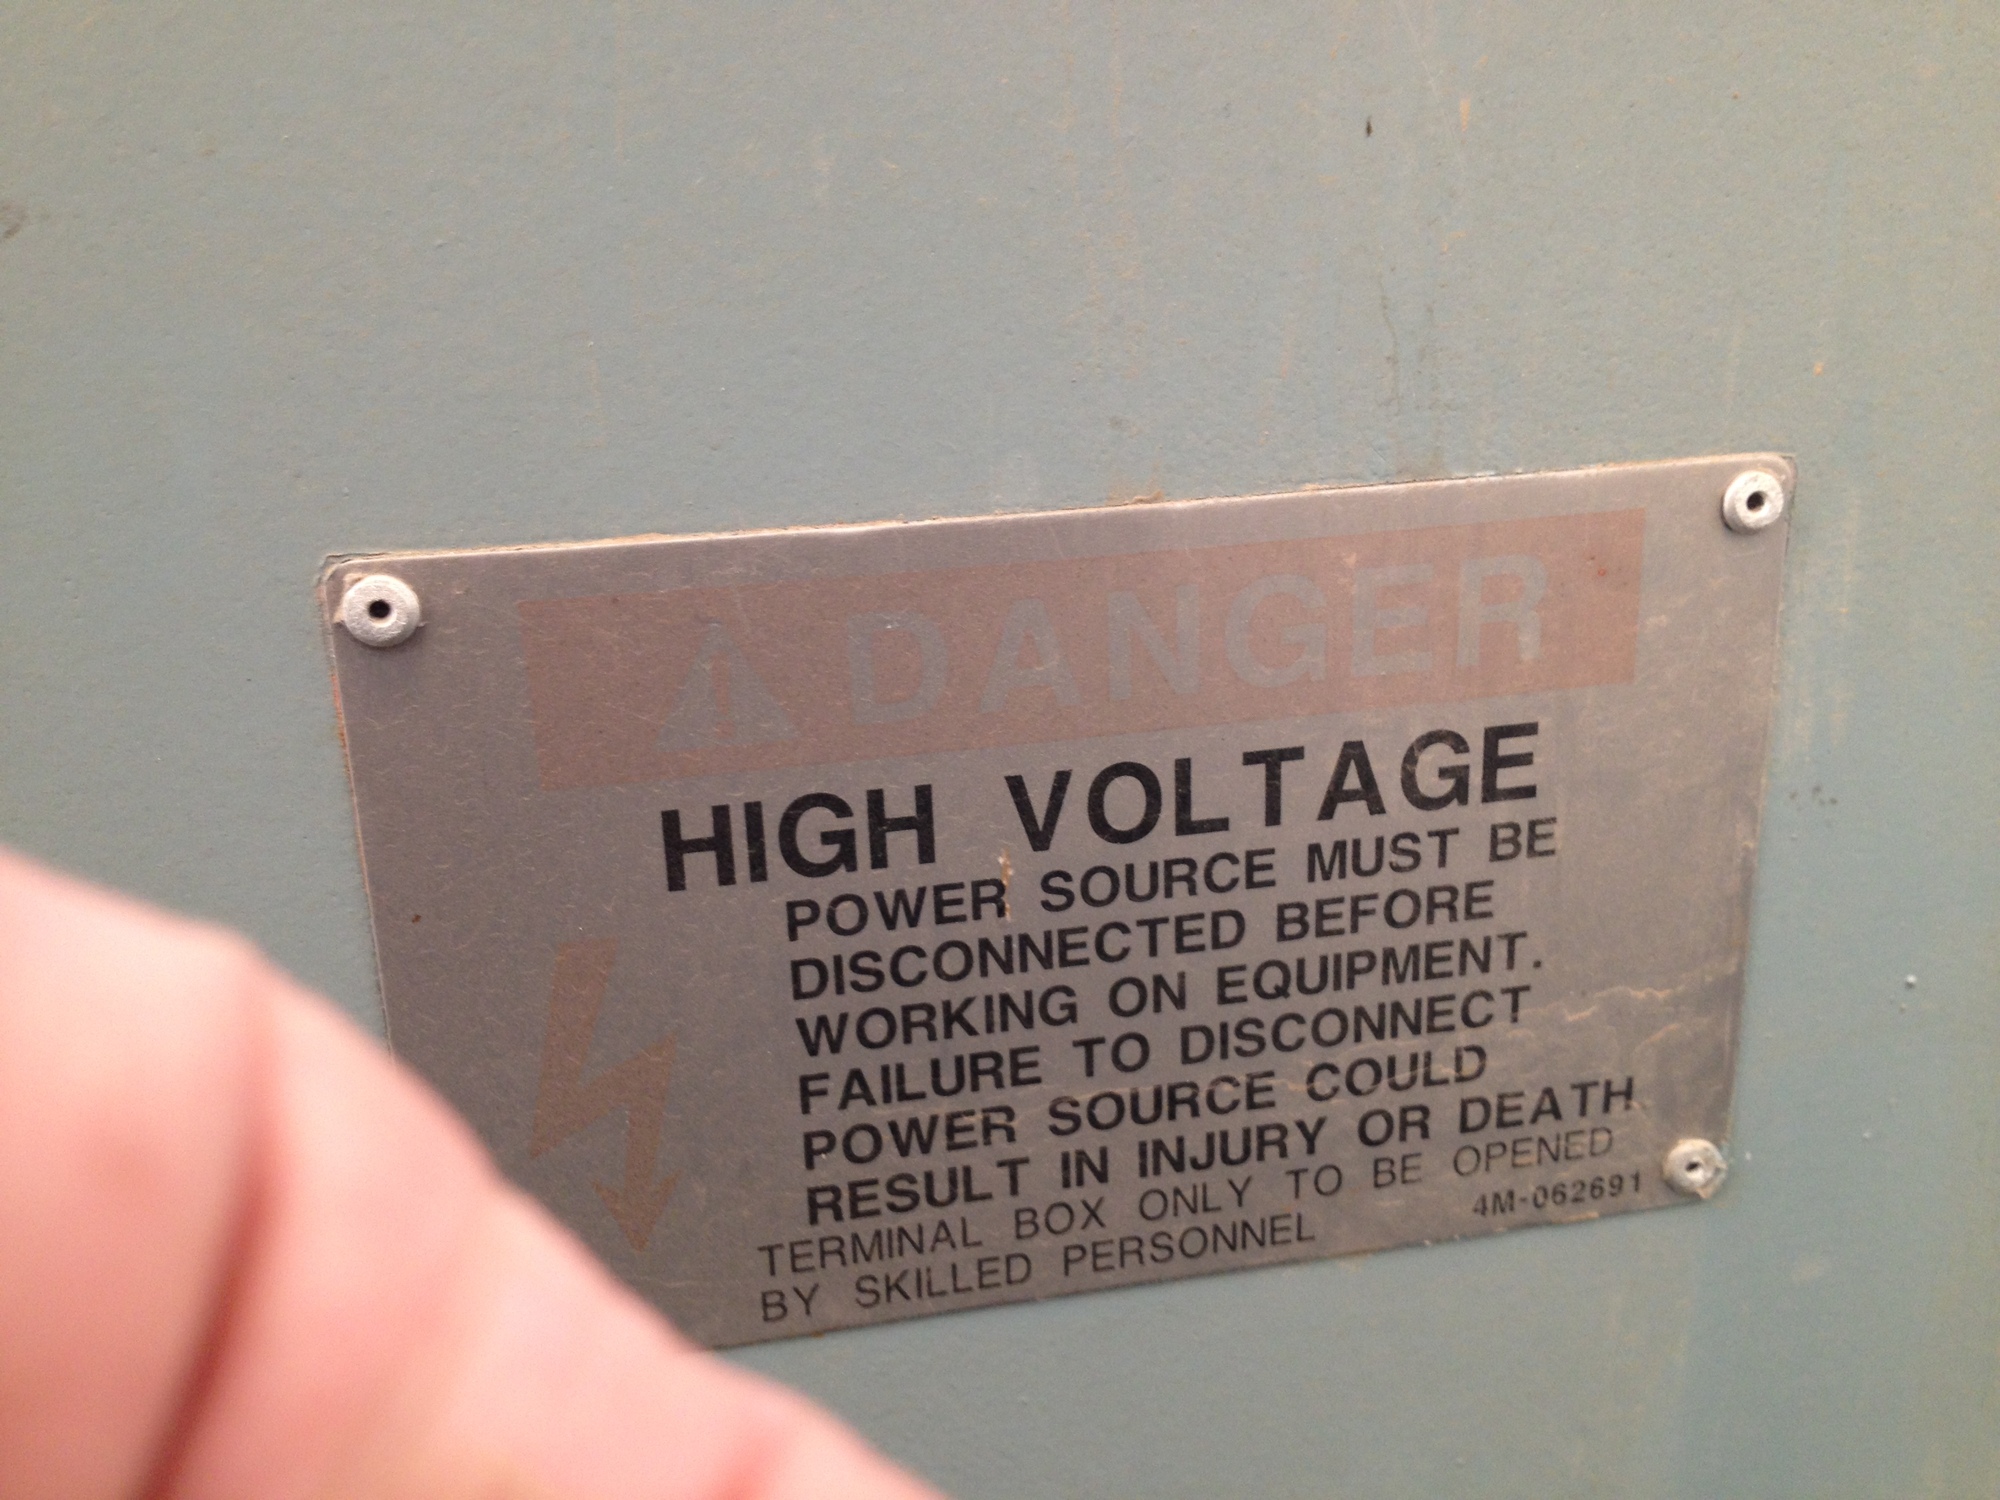 DANGER
HIGH VOLTAGE
POWER SOURCE MUST BE
DISCONNECTED BEFORE
WORKING ON EQUIPMENT.
FAILURE TO DISCONNECT
POWER SOURCE COULD
RESULT IN INJURY OR DEATH
TERMINAL BOX ONLY TO BE OPENED
BY SKILLED PERSONNEL
4M-062691